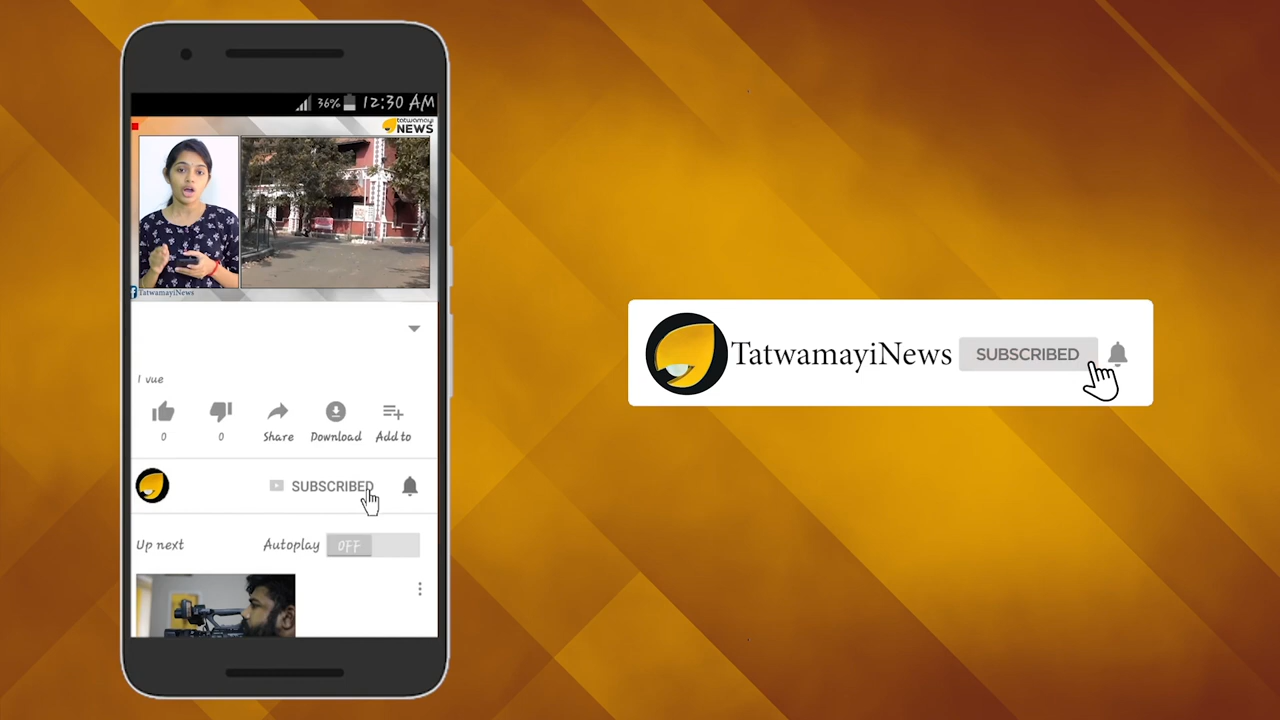 36% 12:30 AM
tatwamayi
NEWS
TatwamayiNews
1 vue
0 0 Share Download Add to
SUBSCRIBED
Up next Autoplay OFF
TatwamayiNews SUBSCRIBED